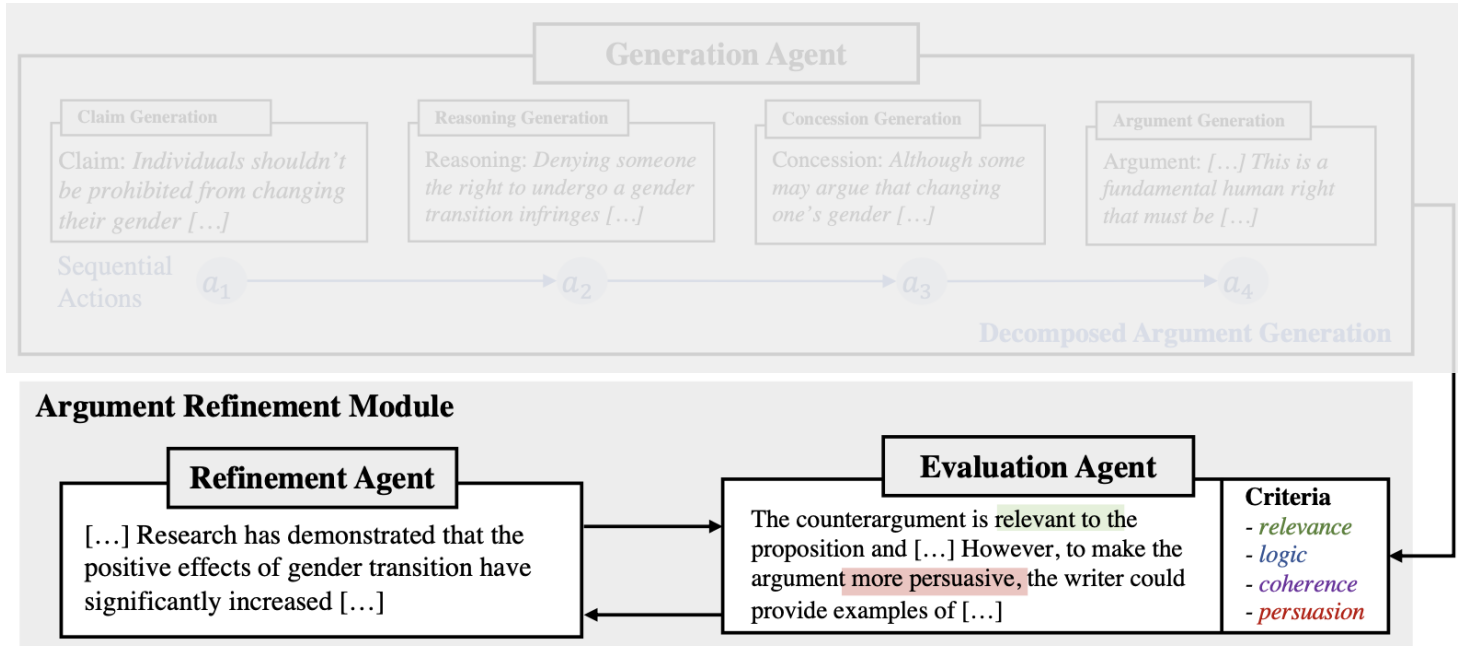 Generation Agent
Claim Generation
Claim: Individuals shouldn't
be prohibited from changing
their gender […]
Reasoning Generation
Reasoning: Denying someone
the right to undergo a gender
transition infringes […]
Concession Generation
Concession: Although some
may argue that changing
one's gender […]
Argument Generation
Argument: […] This is a
fundamental human right
that must be […]
Sequential
Actions
a1
a2
a3
a4
Decomposed Argument Generation
Argument Refinement Module
Refinement Agent
[…] Research has demonstrated that the
positive effects of gender transition have
significantly increased […]
Evaluation Agent
The counterargument is relevant to the
proposition and […] However, to make the
argument more persuasive, the writer could
provide examples of […]
Criteria
- relevance
- logic
- coherence
- persuasion